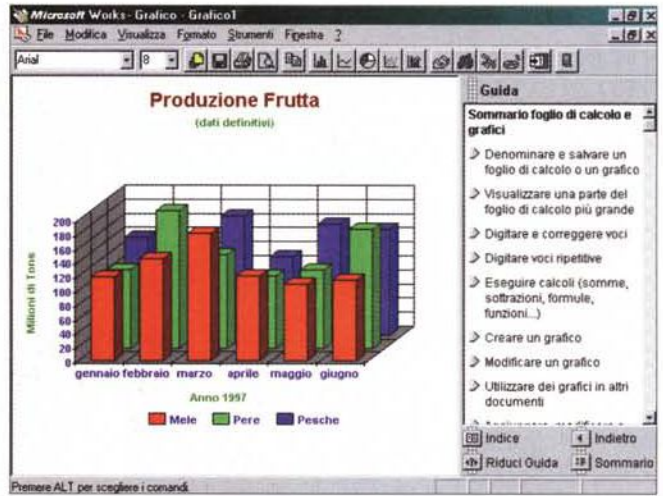 Microsoft Works - Grafico - Grafico1
File Modifica Visualizza Formato Strumenti Finestra ?
Arial 8
Produzione Frutta
(dati definitivi)
Milioni di Tons
200
180
160
140
120
100
80
60
40
20
0
gennaio febbraio marzo aprile maggio giugno
Anno 1997
Mele Pere Pesche
Guida
Sommario foglio di calcolo e
grafici
Denominare e salvare un
foglio di calcolo o un grafico
Visualizzare una parte del
foglio di calcolo più grande
Digitare e correggere voci
Digitare voci ripetitive
Eseguire calcoli (somme,
sottrazioni, formule,
funzioni...)
Creare un grafico
Modificare un grafico
Utilizzare dei grafici in altri
documenti
Indice Indietro
Riduci Guida Sommario
Premere ALT per scegliere i comandi.